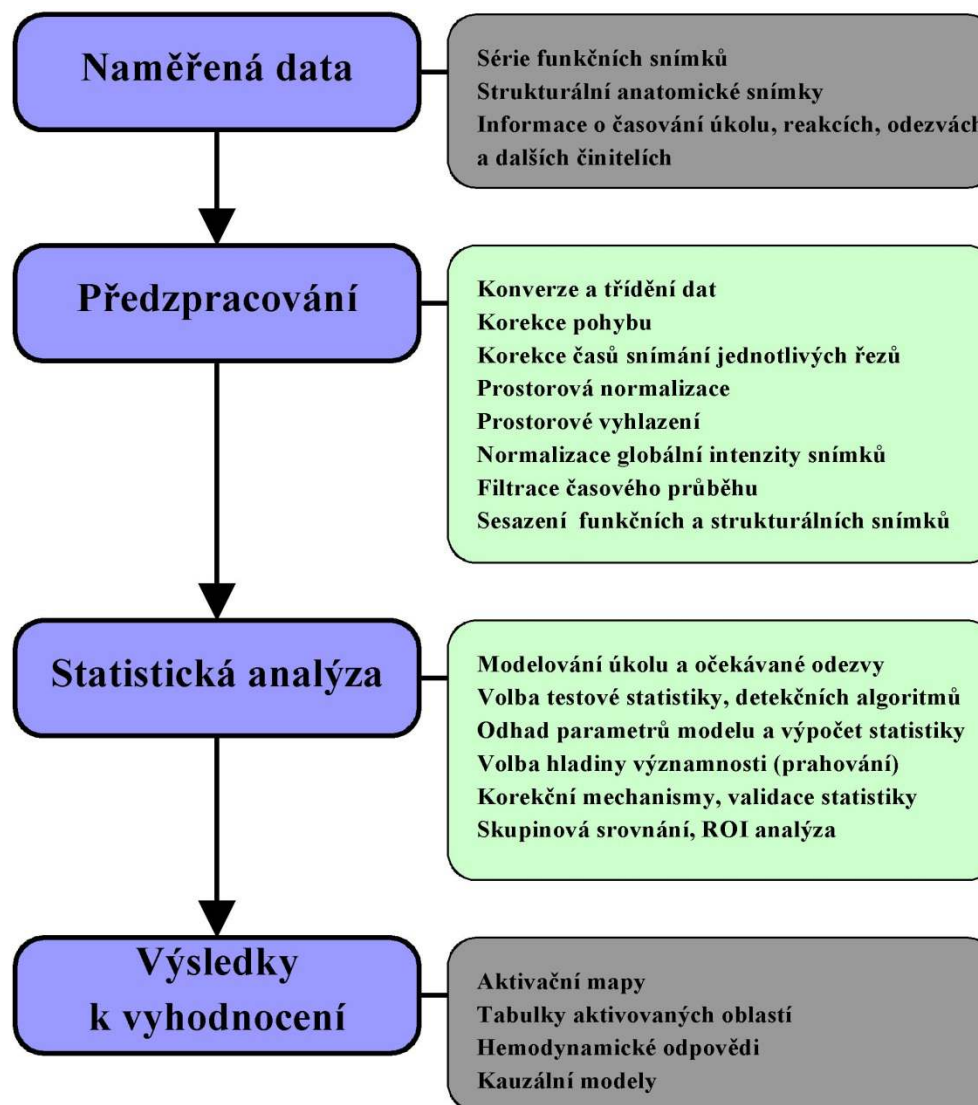 Naměřená data
Série funkčních snímků
Strukturální anatomické snímky
Informace o časování úkolu, reakcích, odezvách
a dalších činitelích
Předzpracování
Konverze a třídění dat
Korekce pohybu
Korekce časů snímání jednotlivých řezů
Prostorová normalizace
Prostorové vyhlazení
Normalizace globální intenzity snímků
Filtrace časového průběhu
Sesazení funkčních a strukturálních snímků
Statistická analýza
Modelování úkolu a očekávané odezvy
Volba testové statistiky, detekčních algoritmů
Odhad parametrů modelu a výpočet statistiky
Volba hladiny významnosti (prahování)
Korekční mechanismy, validace statistiky
Skupinová srovnání, ROI analýza
Výsledky
k vyhodnocení
Aktivační mapy
Tabulky aktivovaných oblastí
Hemodynamické odpovědi
Kauzální modely